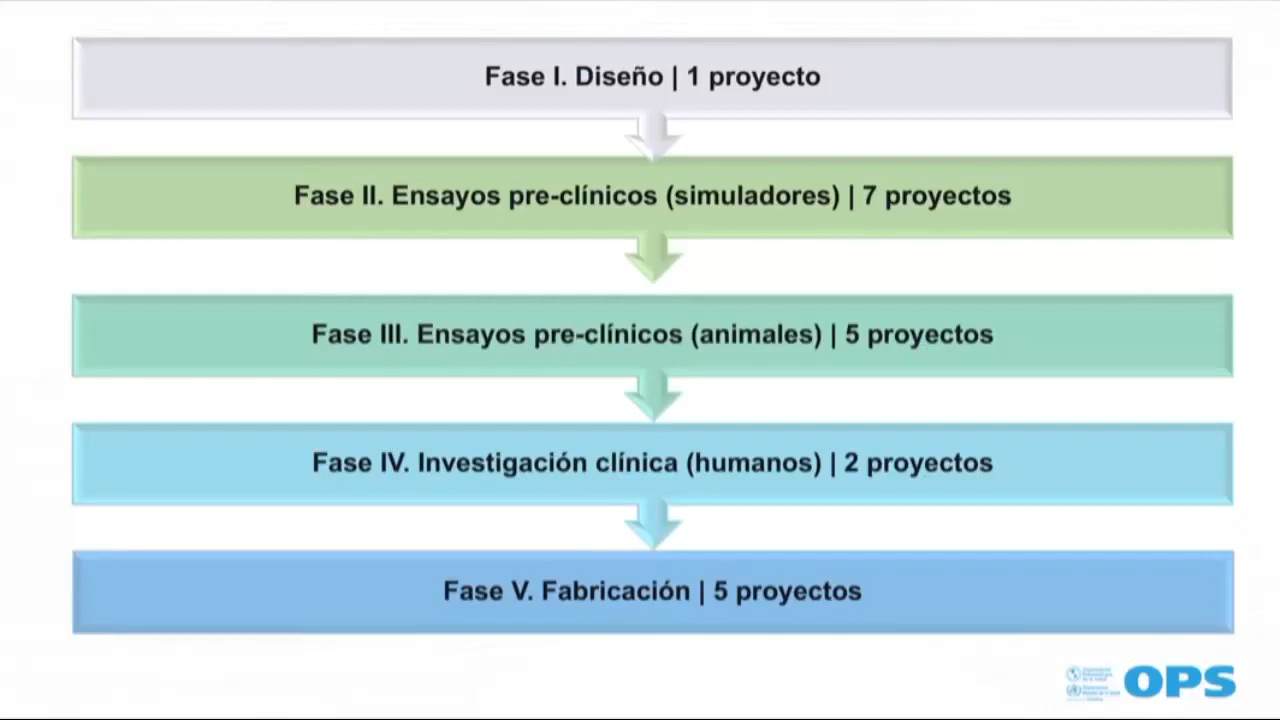 Fase I. Diseño | 1 proyecto
Fase II. Ensayos pre-clínicos (simuladores) | 7 proyectos
Fase III. Ensayos pre-clínicos (animales) | 5 proyectos
Fase IV. Investigación clínica (humanos) | 2 proyectos
Fase V. Fabricación | 5 proyectos
OPS